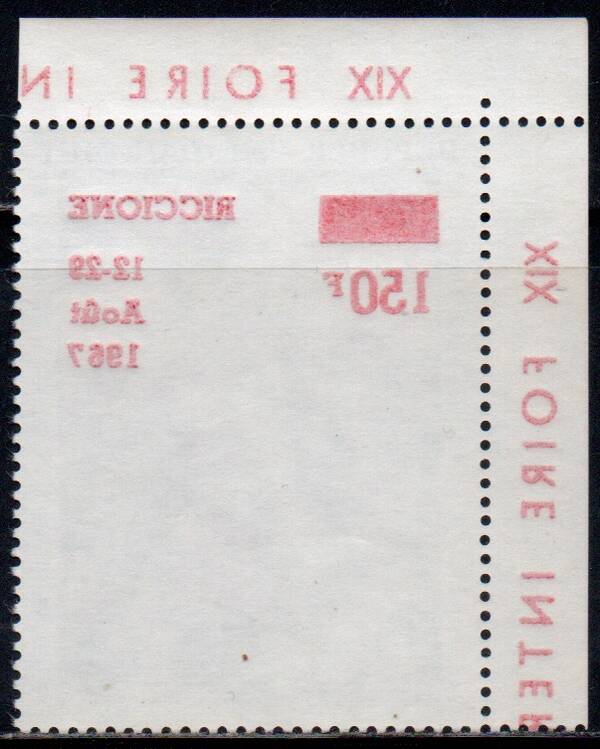 XIX FOIRE IN
RICCIONE
12-29
Août
1967
150F
XIX FOIRE INTER